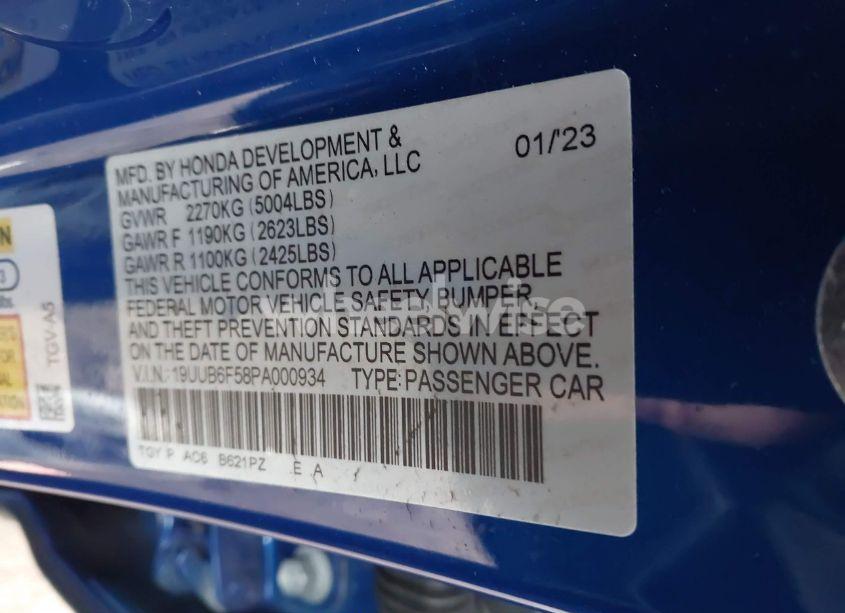 MFD. BY HONDA DEVELOPMENT & 01/'23
MANUFACTURING OF AMERICA, LLC
GVWR 2270KG (5004LBS)
GAWR F 1190KG (2623LBS)
GAWR R 1100KG (2425LBS)
THIS VEHICLE CONFORMS TO ALL APPLICABLE
FEDERAL MOTOR VEHICLE SAFETY BUMPER,
AND THEFT PREVENTION STANDARDS IN EFFECT
ON THE DATE OF MANUFACTURE SHOWN ABOVE.
V.I.N.: 19UUB6F58PA000934 TYPE: PASSENGER CAR
TGY P AC6 B621PZ E A
TGV-A5